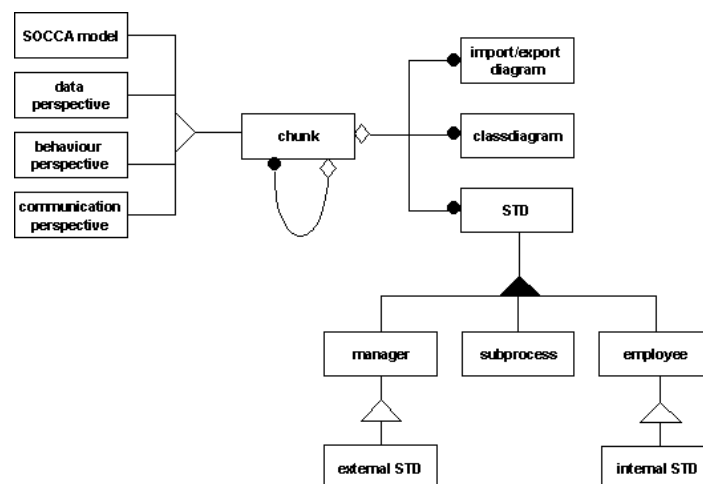 SOCCA model
data
perspective
behaviour
perspective
communication
perspective
chunk
import/export
diagram
classdiagram
STD
manager
subprocess
employee
external STD
internal STD